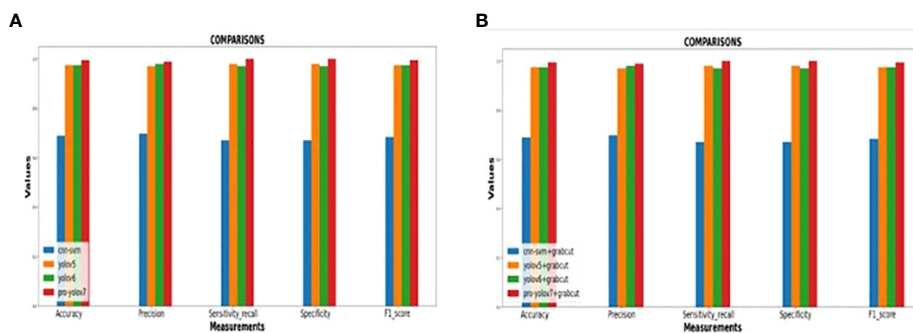 A
COMPARISONS
Values
cnn-svm
yolov5
yolov6
pro-yolov7
Accuracy
Precision
Sensitivity_recall
Specificity
F1_score
Measurements
B
COMPARISONS
Values
cnn-svm+grabcut
yolov5+grabcut
yolov6+grabcut
pro-yolov7+grabcut
Accuracy
Precision
Sensitivity_recall
Specificity
F1_score
Measurements